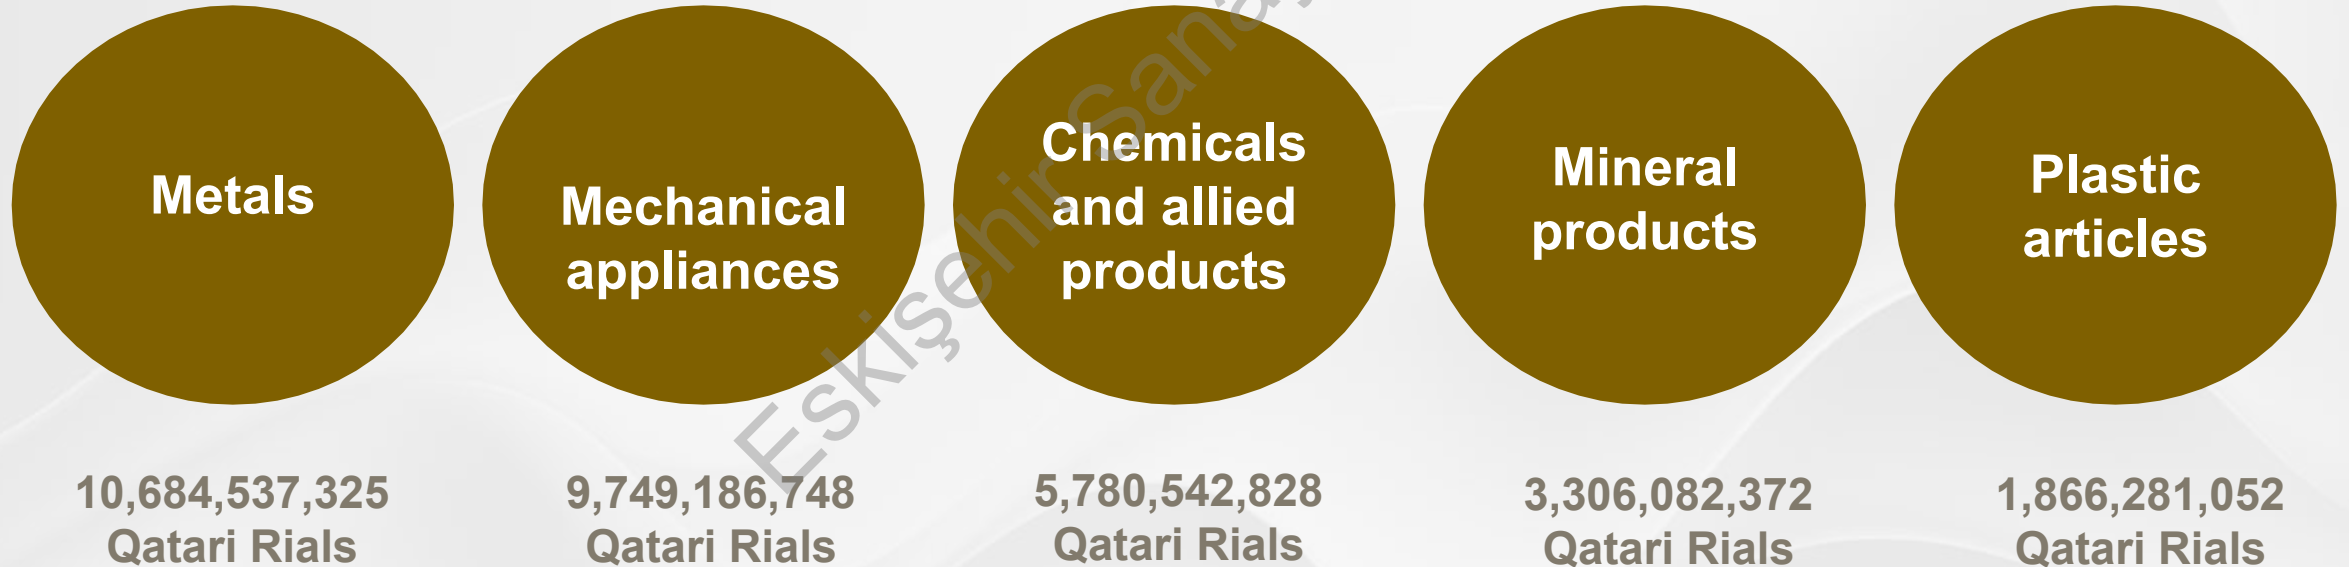 Metals
Mechanical
appliances
Chemicals
and allied
products
Mineral
products
Plastic
articles
10,684,537,325
Qatari Rials
9,749,186,748
Qatari Rials
5,780,542,828
Qatari Rials
3,306,082,372
Qatari Rials
1,866,281,052
Qatari Rials
Eskişehir